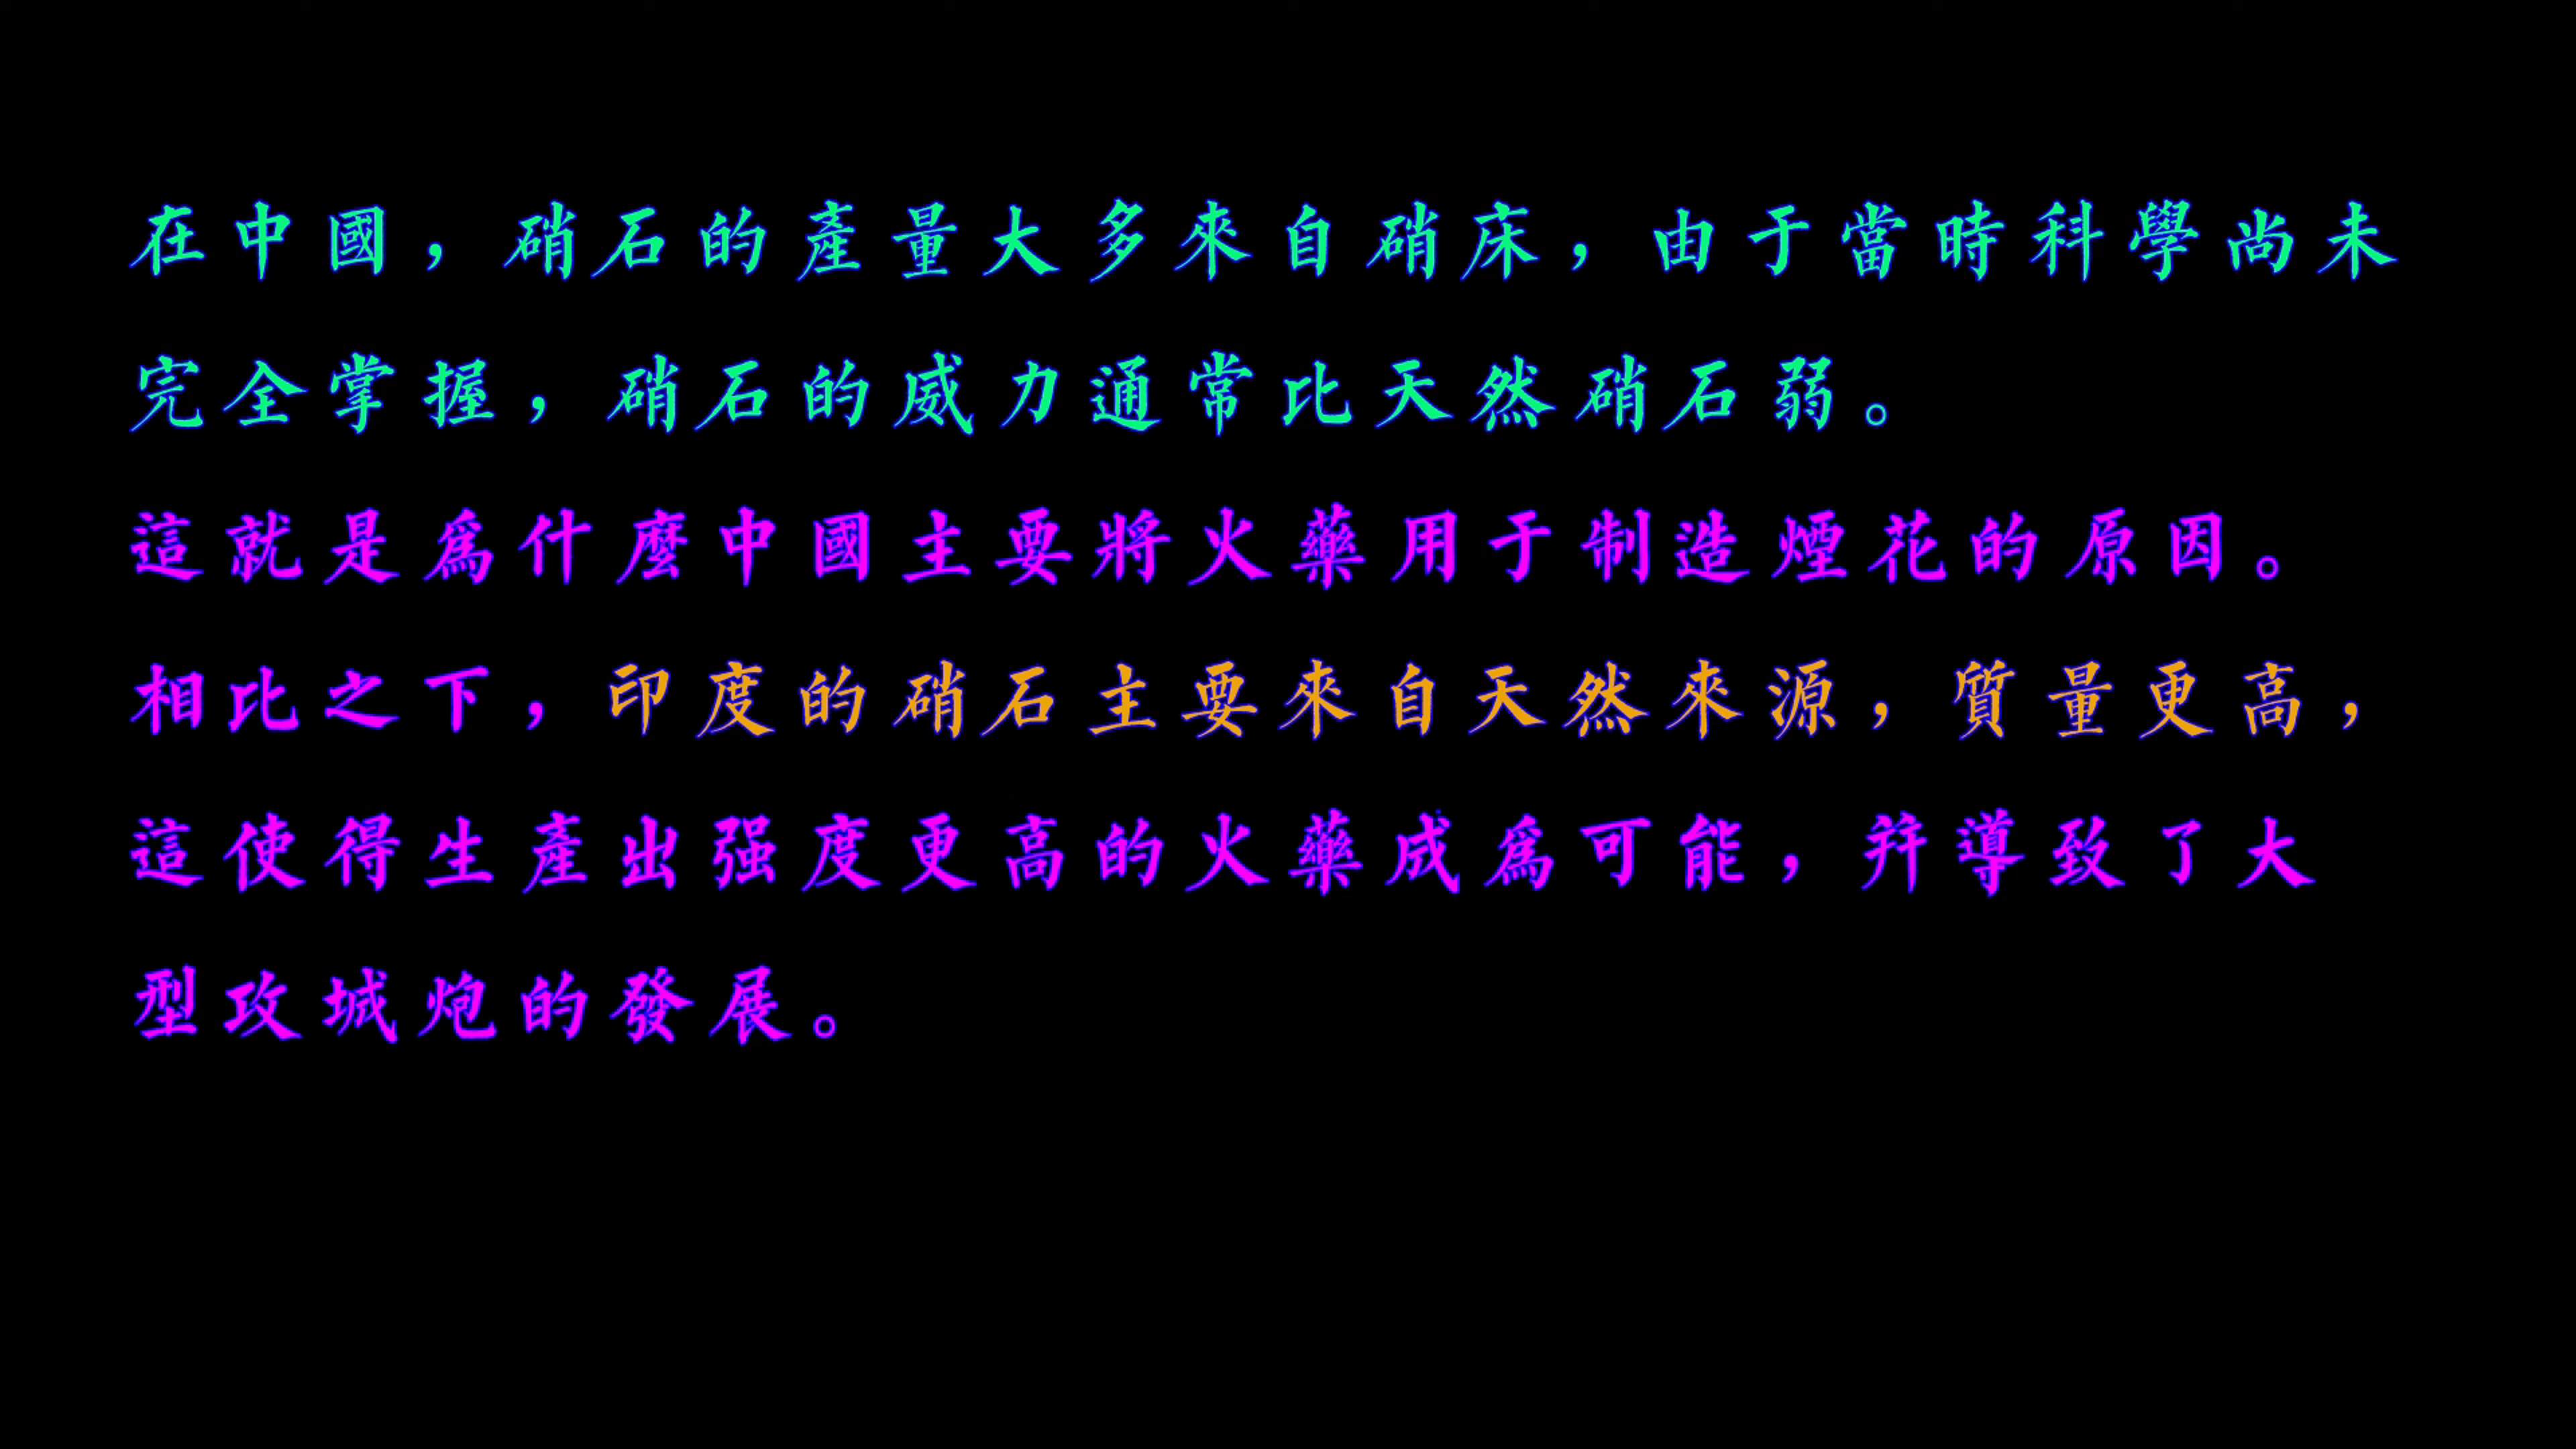 在中國，硝石的產量大多來自硝床，由于當時科學尚未
完全掌握，硝石的威力通常比天然硝石弱。
這就是爲什麼中國主要將火藥用于制造煙花的原因。
相比之下，印度的硝石主要來自天然來源，質量更高，
這使得生產出强度更高的火藥成爲可能，并導致了大
型攻城炮的發展。